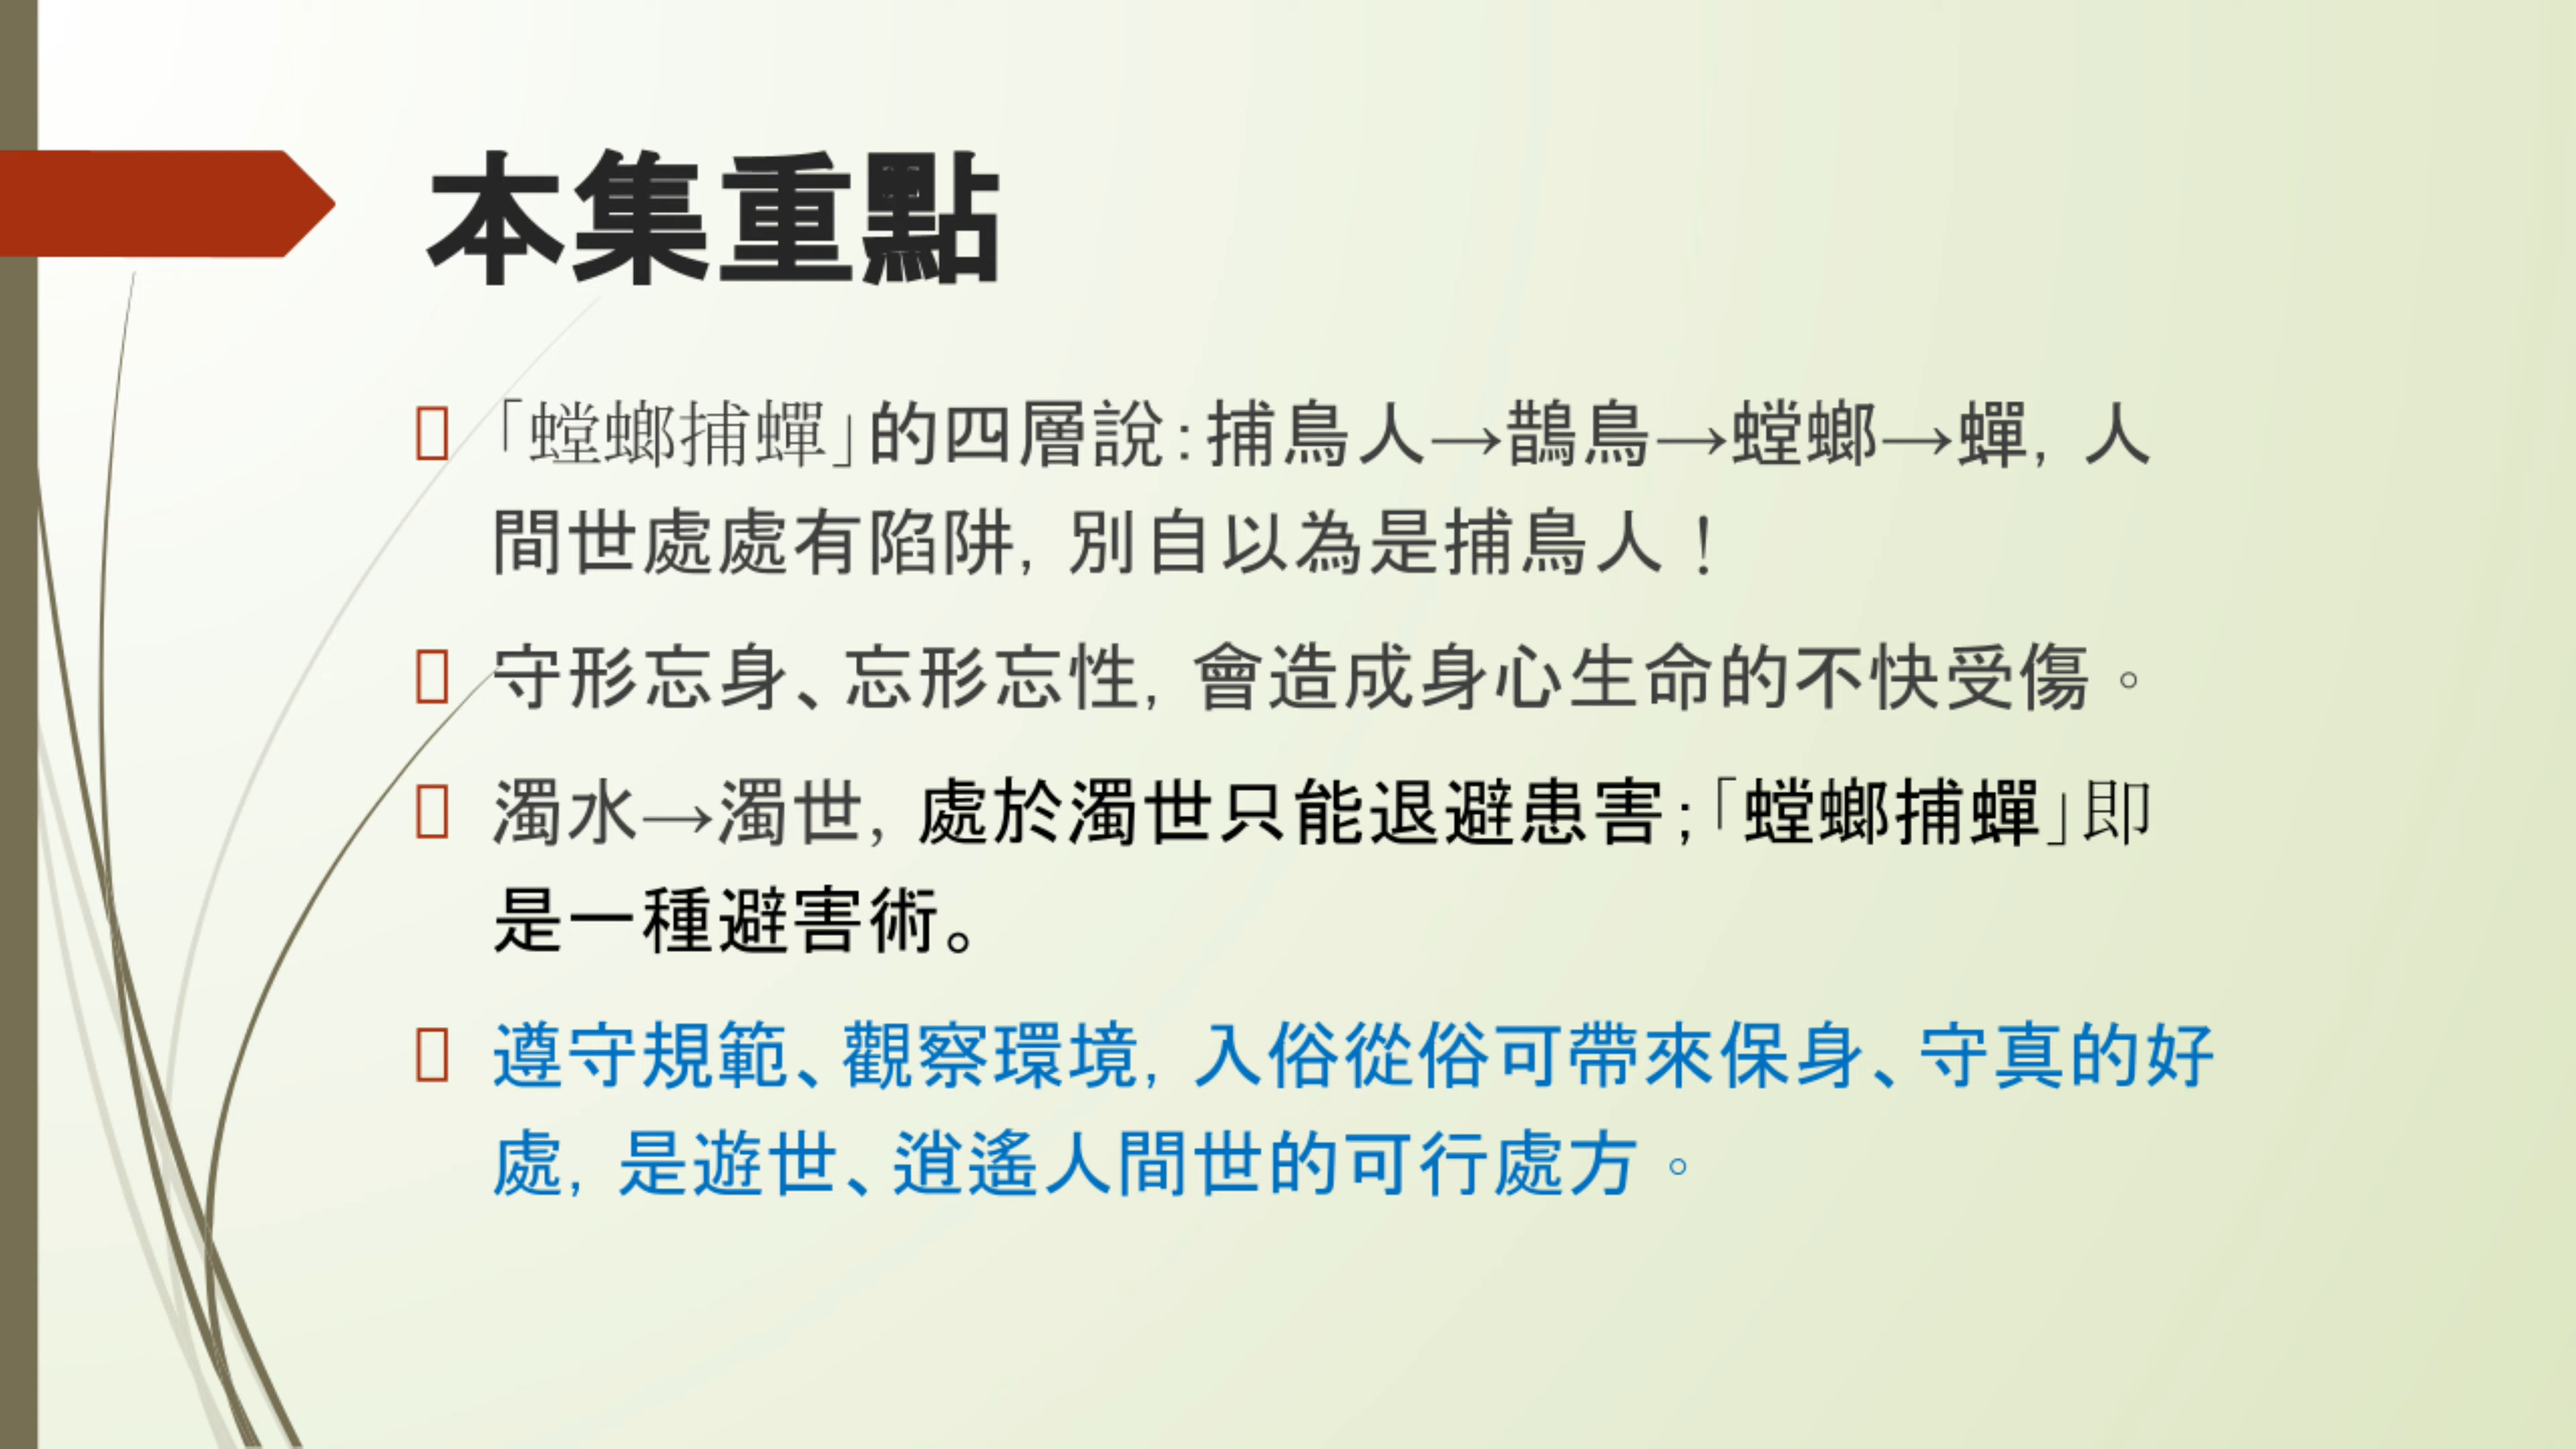 本集重點
「螳螂捕蟬」的四層說:捕鳥人→鵲鳥→螳螂→蟬, 人
間世處處有陷阱, 別自以為是捕鳥人!
守形忘身、忘形忘性, 會造成身心生命的不快受傷。
濁水→濁世, 處於濁世只能退避患害;「螳螂捕蟬」即
是一種避害術。
遵守規範、觀察環境, 入俗從俗可帶來保身、守真的好
處, 是遊世、逍遙人間世的可行處方。